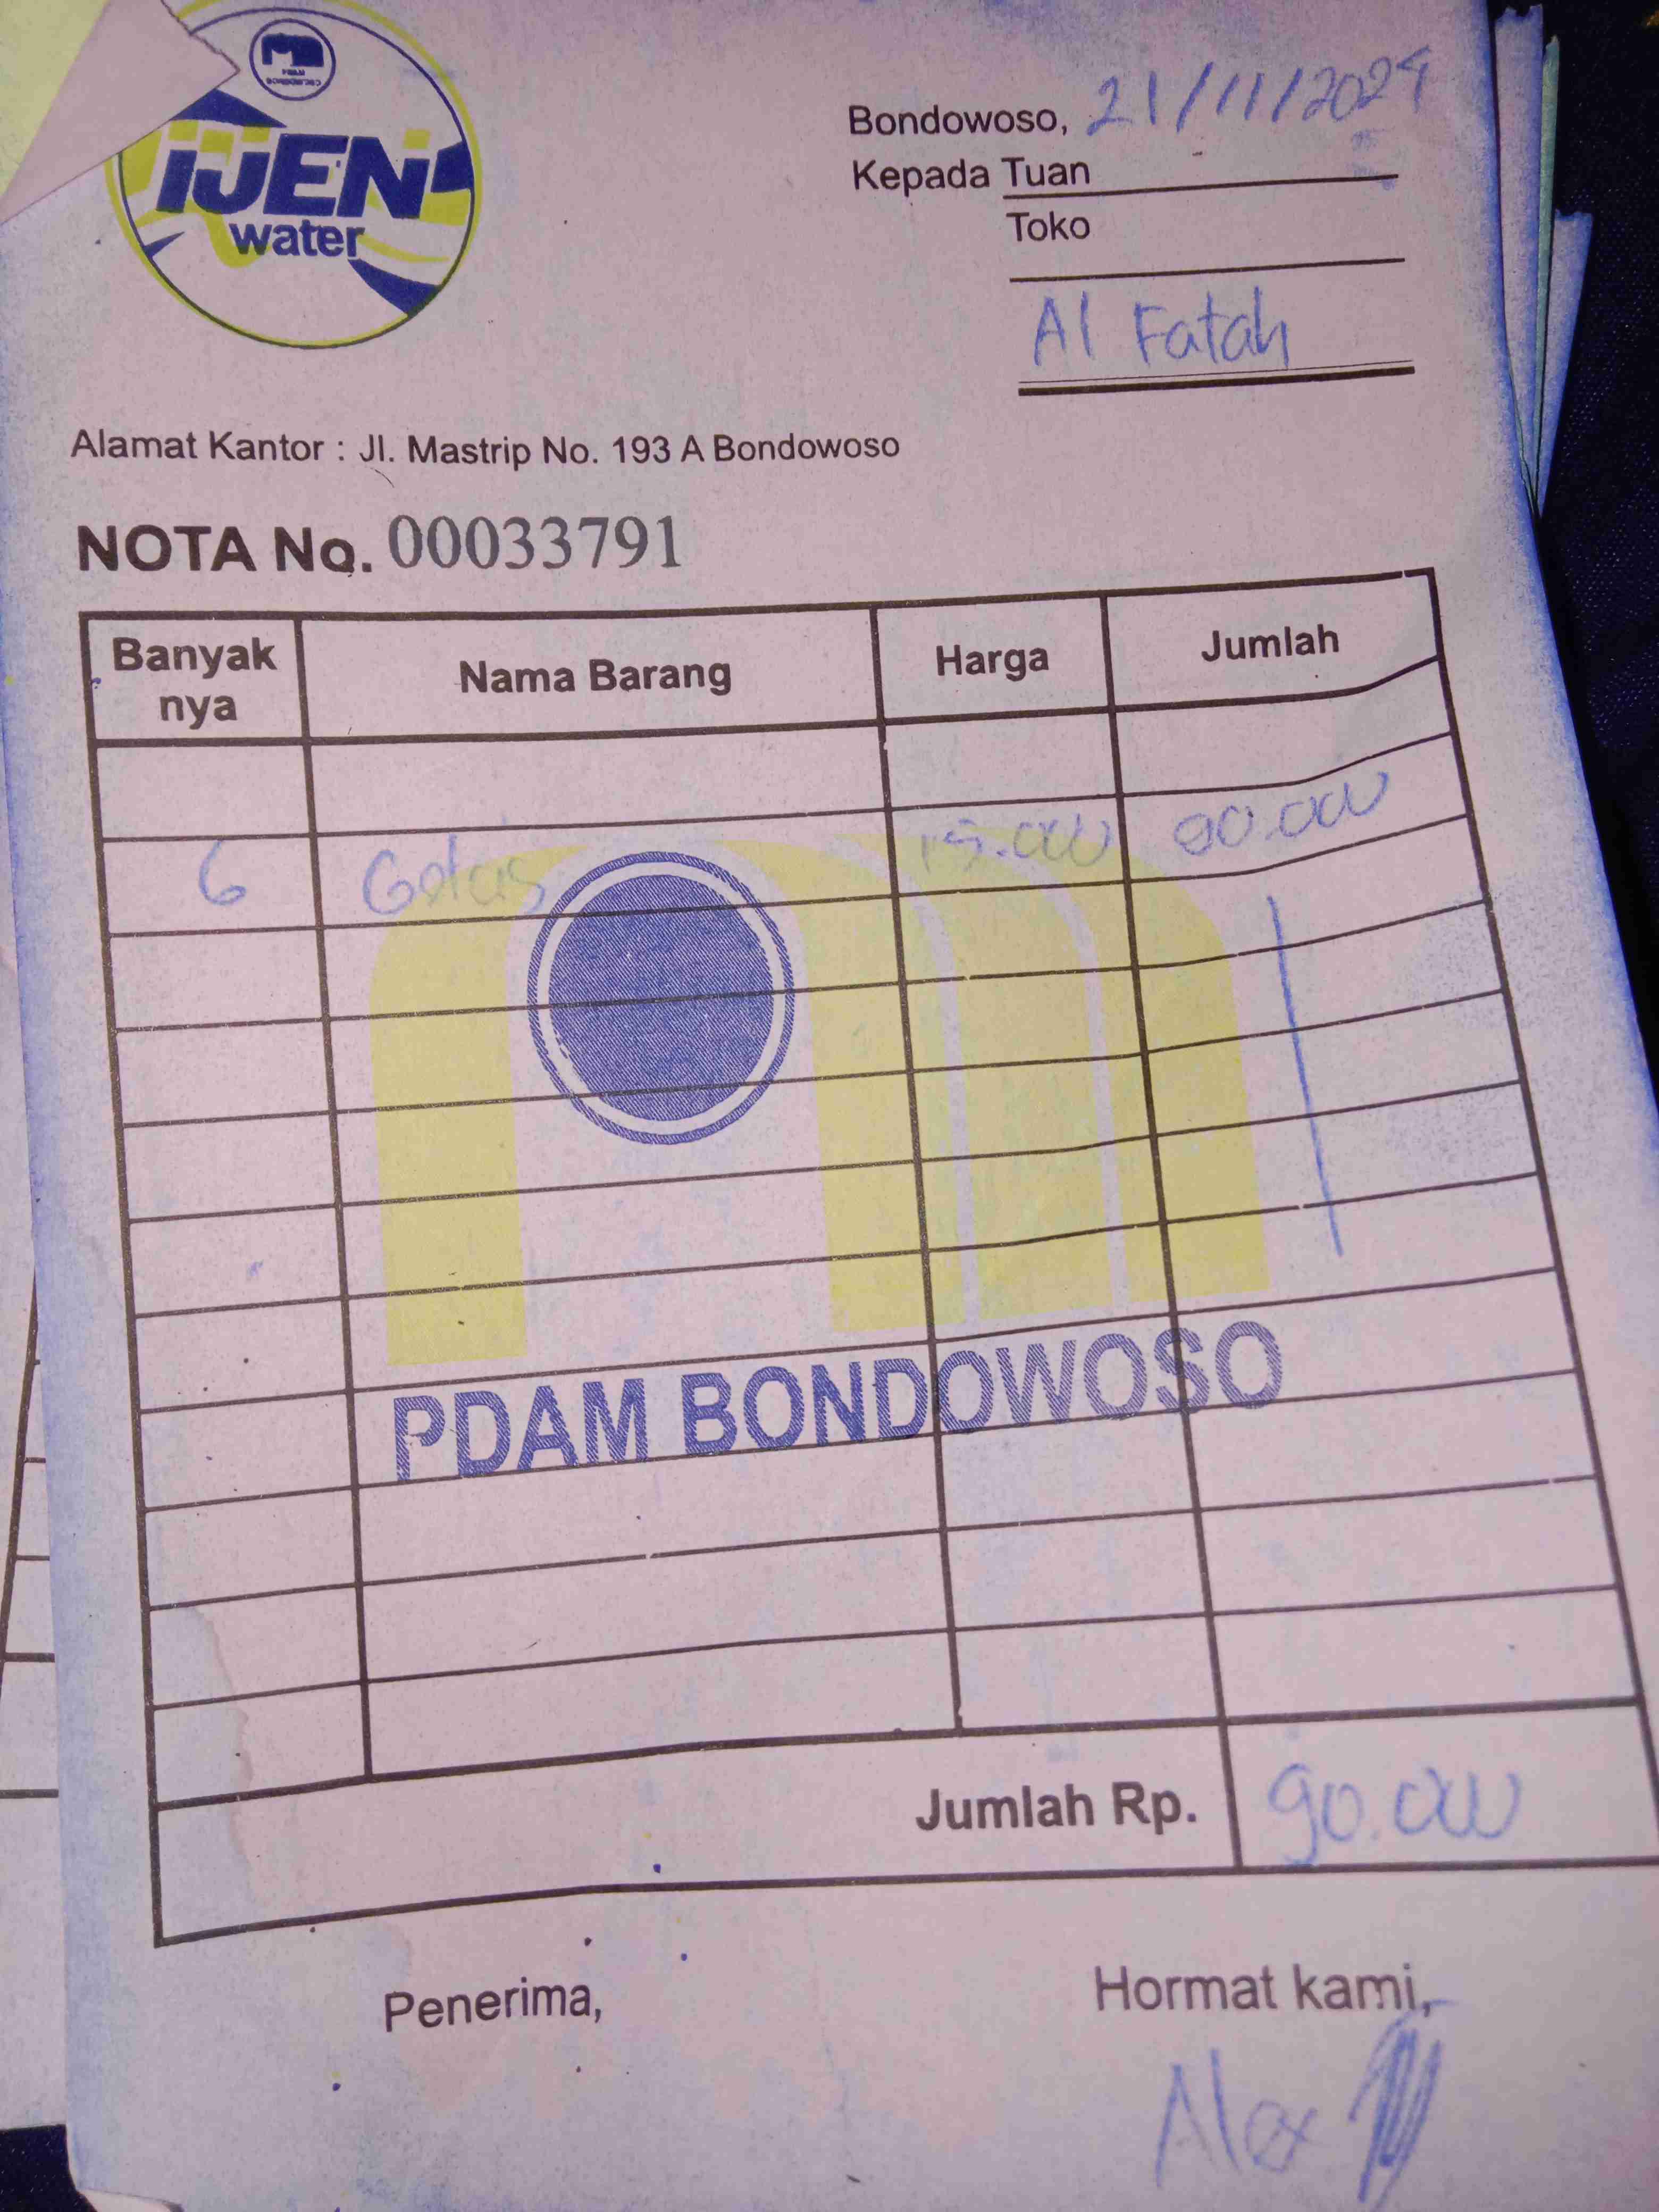 PDAM
BONDOWOSO
IJEN
water
Bondowoso, 21/11/2024
Kepada Tuan
Toko
Al Fatah
Alamat Kantor : Jl. Mastrip No. 193 A Bondowoso
NOTA No. 00033791
Banyak nya Nama Barang Harga Jumlah
6 Gelas 15.000 90.000
PDAM BONDOWOSO
Jumlah Rp. 90.000
Penerima, Hormat kami,
Alex